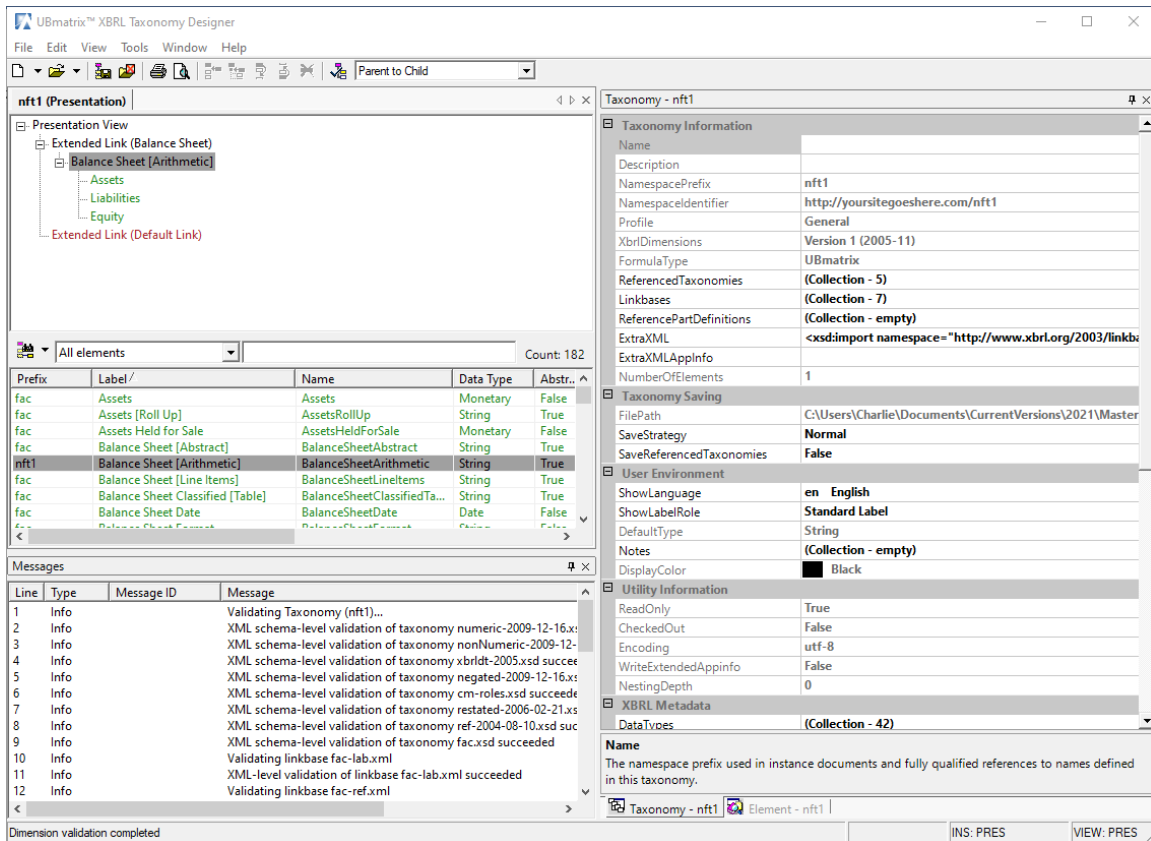 UBmatrix™ XBRL Taxonomy Designer
File Edit View Tools Window Help
Parent to Child
nft1 (Presentation)
Presentation View
Extended Link (Balance Sheet)
Balance Sheet [Arithmetic]
Assets
Liabilities
Equity
Extended Link (Default Link)
All elements Count: 182
Prefix Label Name Data Type Abstr..
fac Assets Assets Monetary False
fac Assets [Roll Up] AssetsRollUp String True
fac Assets Held for Sale AssetsHeldForSale Monetary False
fac Balance Sheet [Abstract] BalanceSheetAbstract String True
nft1 Balance Sheet [Arithmetic] BalanceSheetArithmetic String True
fac Balance Sheet [Line Items] BalanceSheetLineItems String True
fac Balance Sheet Classified [Table] BalanceSheetClassifiedTa... String True
fac Balance Sheet Date BalanceSheetDate Date False
Messages
Line Type Message ID Message
1 Info Validating Taxonomy (nft1)...
2 Info XML schema-level validation of taxonomy numeric-2009-12-16.xs
3 Info XML schema-level validation of taxonomy nonNumeric-2009-12-
4 Info XML schema-level validation of taxonomy xbrldt-2005.xsd succee
5 Info XML schema-level validation of taxonomy negated-2009-12-16.xs
6 Info XML schema-level validation of taxonomy cm-roles.xsd succeede
7 Info XML schema-level validation of taxonomy restated-2006-02-21.xs
8 Info XML schema-level validation of taxonomy ref-2004-08-10.xsd suc
9 Info XML schema-level validation of taxonomy fac.xsd succeeded
10 Info Validating linkbase fac-lab.xml
11 Info XML-level validation of linkbase fac-lab.xml succeeded
12 Info Validating linkbase fac-ref.xml
Taxonomy - nft1
Taxonomy Information
Name
Description
NamespacePrefix nft1
NamespaceIdentifier http://yoursitegoeshere.com/nft1
Profile General
XbrlDimensions Version 1 (2005-11)
FormulaType UBmatrix
ReferencedTaxonomies (Collection - 5)
Linkbases (Collection - 7)
ReferencePartDefinitions (Collection - empty)
ExtraXML <xsd:import namespace="http://www.xbrl.org/2003/linkba
ExtraXMLAppInfo
NumberOfElements 1
Taxonomy Saving
FilePath C:\Users\Charlie\Documents\CurrentVersions\2021\Master
SaveStrategy Normal
SaveReferencedTaxonomies False
User Environment
ShowLanguage en English
ShowLabelRole Standard Label
DefaultType String
Notes (Collection - empty)
DisplayColor Black
Utility Information
ReadOnly True
CheckedOut False
Encoding utf-8
WriteExtendedAppinfo False
NestingDepth 0
XBRL Metadata
DataTypes (Collection - 42)
Name
The namespace prefix used in instance documents and fully qualified references to names defined
in this taxonomy.
Taxonomy - nft1 Element - nft1
Dimension validation completed INS: PRES VIEW: PRES